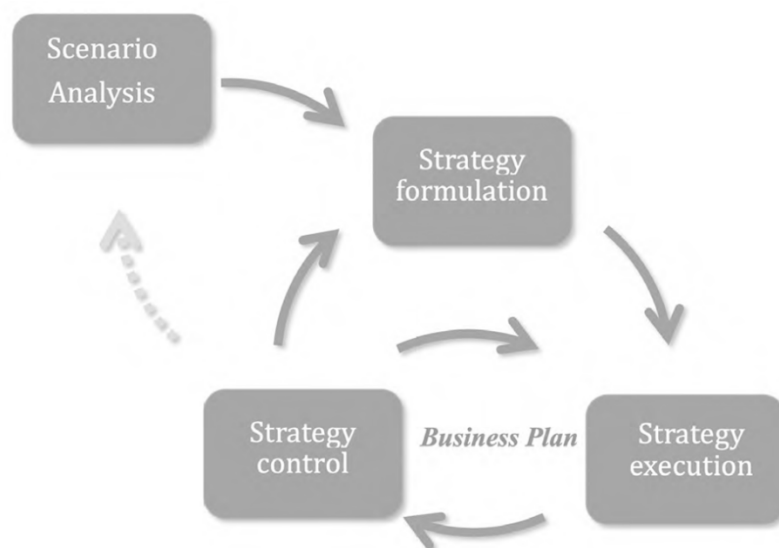 Scenario
Analysis
Strategy
formulation
Strategy
control
Business Plan
Strategy
execution